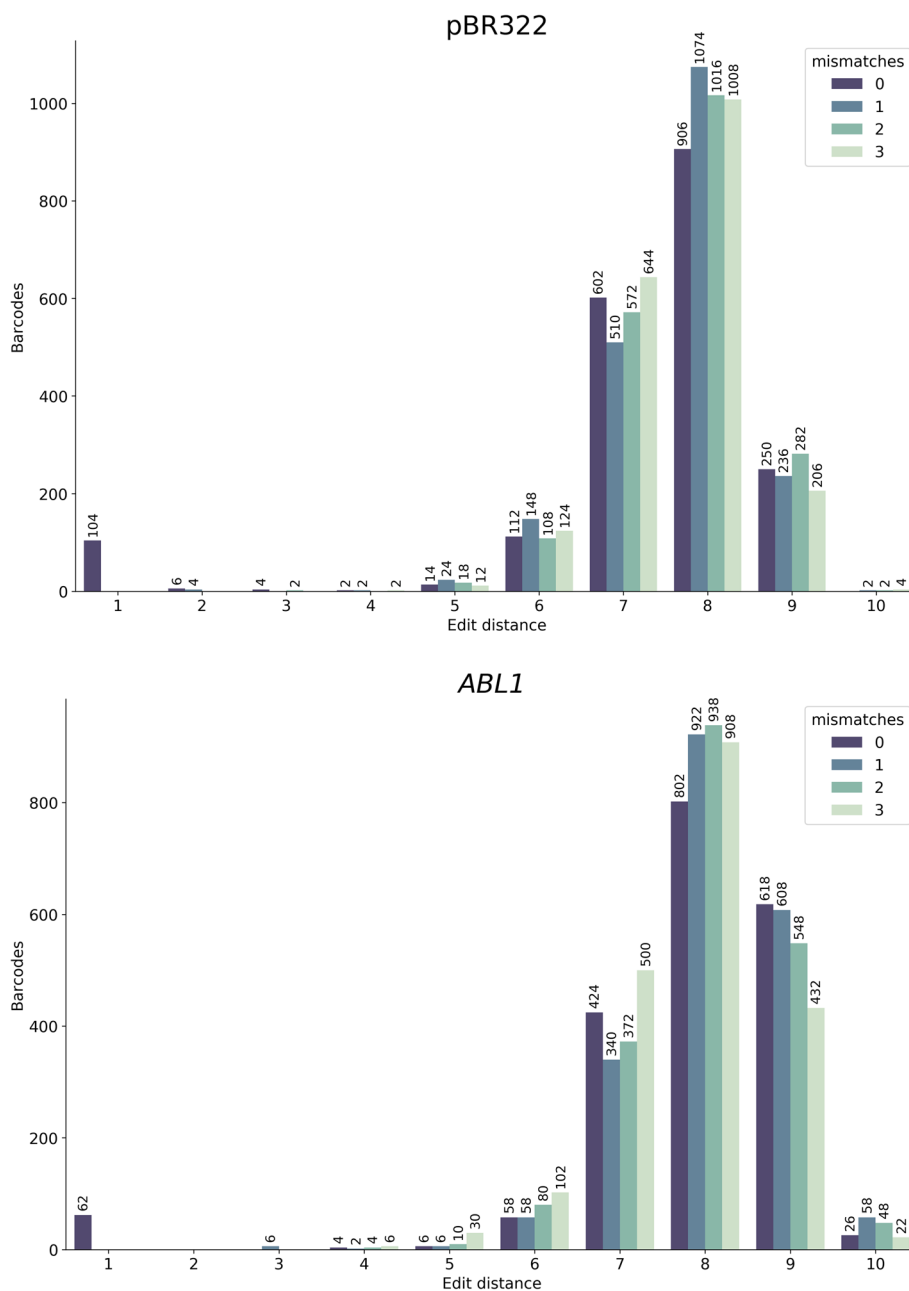 pBR322
mismatches
0
1
2
3
Barcodes
1000
800
600
400
200
0
104
6 4
4 2
2 2 2
14 24 18 12
112 148 108 124
602 510 572 644
906 1074 1016 1008
250 236 282 206
2 2 4
1 2 3 4 5 6 7 8 9 10
Edit distance
ABL1
mismatches
0
1
2
3
Barcodes
800
600
400
200
0
62
6
4 2 4 6
6 6 10 30
58 58 80 102
424 340 372 500
802 922 938 908
618 608 548 432
26 58 48 22
1 2 3 4 5 6 7 8 9 10
Edit distance